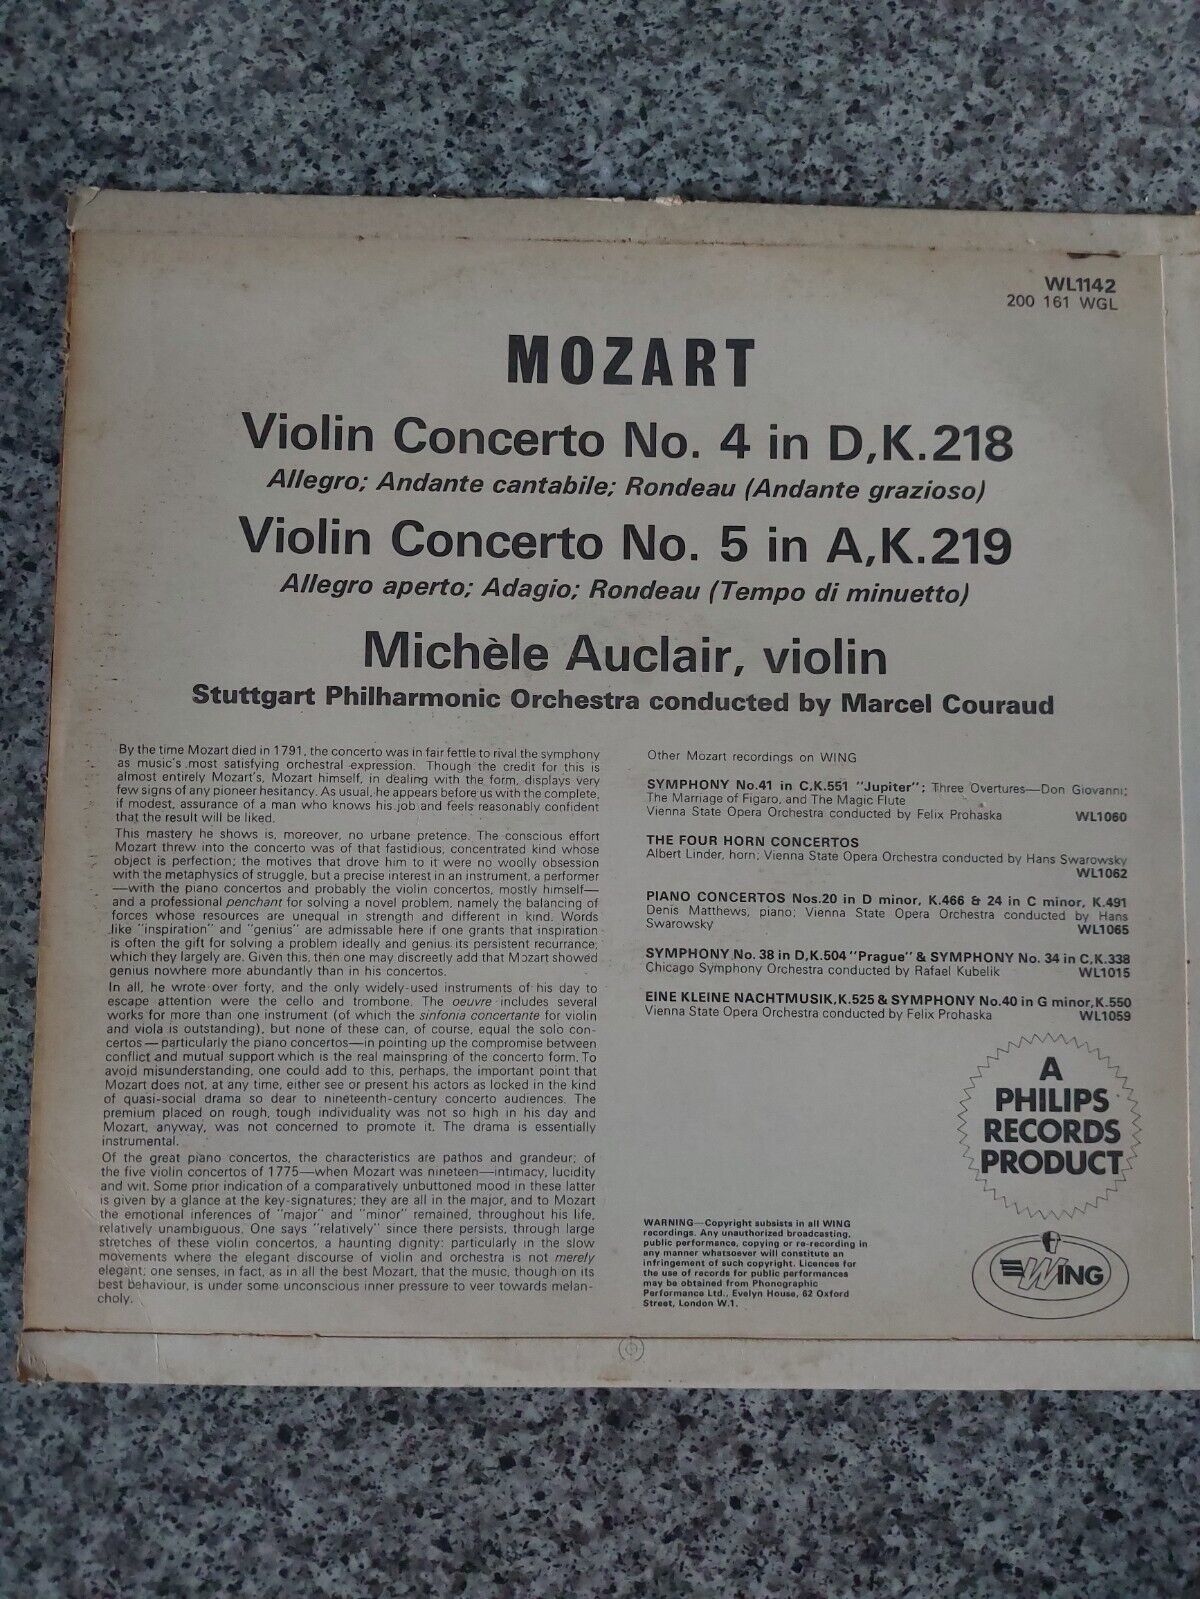 WL1142
200 161 WGL
MOZART
Violin Concerto No. 4 in D,K.218
Allegro; Andante cantabile; Rondeau (Andante grazioso)
Violin Concerto No. 5 in A,K.219
Allegro aperto; Adagio; Rondeau (Tempo di minuetto)
Michèle Auclair, violin
Stuttgart Philharmonic Orchestra conducted by Marcel Couraud
By the time Mozart died in 1791, the concerto was in fair fettle to rival the symphony
as music's most satisfying orchestral expression. Though the credit for this is
almost entirely Mozart's, Mozart himself, in dealing with the form, displays very
few signs of any pioneer hesitancy. As usual, he appears before us with the complete,
if modest, assurance of a man who knows his job and feels reasonably confident
that the result will be liked.
This mastery he shows is, moreover, no urbane pretence. The conscious effort
Mozart threw into the concerto was of that fastidious, concentrated kind whose
object is perfection; the motives that drove him to it were no woolly obsession
with the metaphysics of struggle, but a precise interest in an instrument, a performer
—with the piano concertos and probably the violin concertos, mostly himself—
and a professional penchant for solving a novel problem, namely the balancing of
forces whose resources are unequal in strength and different in kind. Words
like "inspiration" and "genius" are admissable here if one grants that inspiration
is often the gift for solving a problem ideally and genius its persistent recurrance;
which they largely are. Given this, then one may discreetly add that Mozart showed
genius nowhere more abundantly than in his concertos.
In all, he wrote over forty, and the only widely-used instruments of his day to
escape attention were the cello and trombone. The oeuvre includes several
works for more than one instrument (of which the sinfonia concertante for violin
and viola is outstanding), but none of these can, of course, equal the solo con-
certos — particularly the piano concertos—in pointing up the compromise between
conflict and mutual support which is the real mainspring of the concerto form. To
avoid misunderstanding, one could add to this, perhaps, the important point that
Mozart does not, at any time, either see or present his actors as locked in the kind
of quasi-social drama so dear to nineteenth-century concerto audiences. The
premium placed on rough, tough individuality was not so high in his day and
Mozart, anyway, was not concerned to promote it. The drama is essentially
instrumental.
Of the great piano concertos, the characteristics are pathos and grandeur; of
the five violin concertos of 1775—when Mozart was nineteen—intimacy, lucidity
and wit. Some prior indication of a comparatively unbuttoned mood in these latter
is given by a glance at the key-signatures; they are all in the major, and to Mozart
the emotional inferences of "major" and "minor" remained, throughout his life,
relatively unambiguous. One says "relatively" since there persists, through large
stretches of these violin concertos, a haunting dignity: particularly in the slow
movements where the elegant discourse of violin and orchestra is not merely
elegant; one senses, in fact, as in all the best Mozart, that the music, though on its
best behaviour, is under some unconscious inner pressure to veer towards melan-
choly.
Other Mozart recordings on WING
SYMPHONY No.41 in C,K.551 "Jupiter"; Three Overtures—Don Giovanni;
The Marriage of Figaro, and The Magic Flute
Vienna State Opera Orchestra conducted by Felix Prohaska WL1060
THE FOUR HORN CONCERTOS
Albert Linder, horn; Vienna State Opera Orchestra conducted by Hans Swarowsky
WL1062
PIANO CONCERTOS Nos.20 in D minor, K.466 & 24 in C minor, K.491
Denis Matthews, piano; Vienna State Opera Orchestra conducted by Hans
Swarowsky WL1065
SYMPHONY No. 38 in D,K.504 "Prague" & SYMPHONY No. 34 in C,K.338
Chicago Symphony Orchestra conducted by Rafael Kubelik WL1015
EINE KLEINE NACHTMUSIK,K.525 & SYMPHONY No.40 in G minor,K.550
Vienna State Opera Orchestra conducted by Felix Prohaska WL1059
A
PHILIPS
RECORDS
PRODUCT
WARNING—Copyright subsists in all WING
recordings. Any unauthorized broadcasting,
public performance, copying or re-recording in
any manner whatsoever will constitute an
infringement of such copyright. Licences for
the use of records for public performances
may be obtained from Phonographic
Performance Ltd., Evelyn House, 62 Oxford
Street, London W.1.
WING